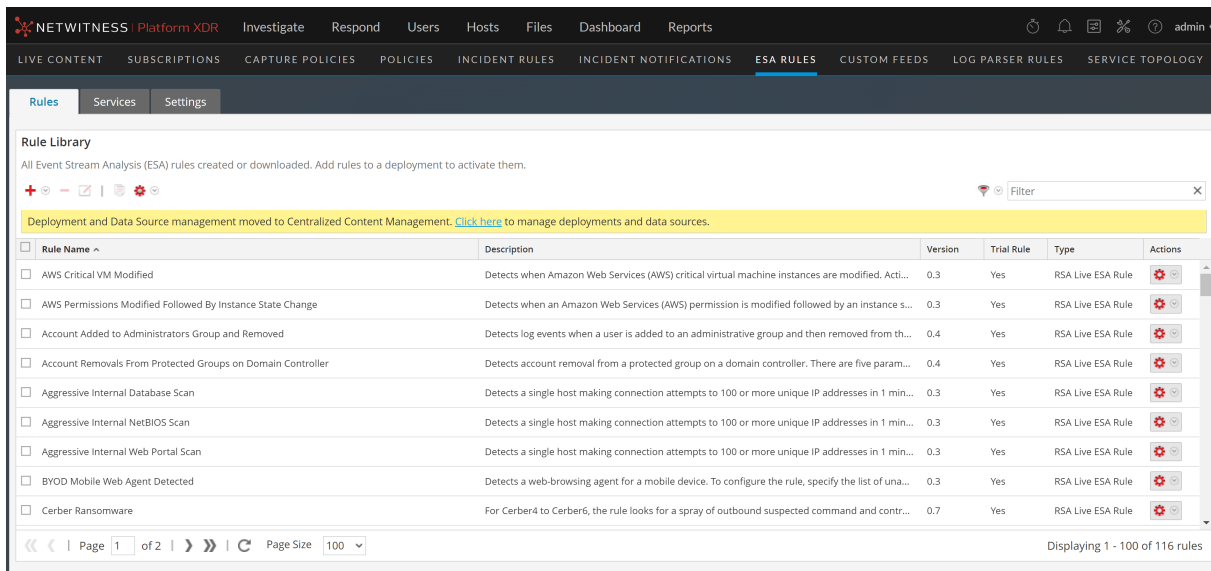 NETWITNESS | Platform XDR Investigate Respond Users Hosts Files Dashboard Reports admin
LIVE CONTENT SUBSCRIPTIONS CAPTURE POLICIES POLICIES INCIDENT RULES INCIDENT NOTIFICATIONS ESA RULES CUSTOM FEEDS LOG PARSER RULES SERVICE TOPOLOGY
Rules Services Settings
Rule Library
All Event Stream Analysis (ESA) rules created or downloaded. Add rules to a deployment to activate them.
Filter
Deployment and Data Source management moved to Centralized Content Management. Click here to manage deployments and data sources.
Rule Name Description Version Trial Rule Type Actions
AWS Critical VM Modified Detects when Amazon Web Services (AWS) critical virtual machine instances are modified. Acti... 0.3 Yes RSA Live ESA Rule
AWS Permissions Modified Followed By Instance State Change Detects when an Amazon Web Services (AWS) permission is modified followed by an instance s... 0.3 Yes RSA Live ESA Rule
Account Added to Administrators Group and Removed Detects log events when a user is added to an administrative group and then removed from th... 0.4 Yes RSA Live ESA Rule
Account Removals From Protected Groups on Domain Controller Detects account removal from a protected group on a domain controller. There are five param... 0.4 Yes RSA Live ESA Rule
Aggressive Internal Database Scan Detects a single host making connection attempts to 100 or more unique IP addresses in 1 min... 0.3 Yes RSA Live ESA Rule
Aggressive Internal NetBIOS Scan Detects a single host making connection attempts to 100 or more unique IP addresses in 1 min... 0.3 Yes RSA Live ESA Rule
Aggressive Internal Web Portal Scan Detects a single host making connection attempts to 100 or more unique IP addresses in 1 min... 0.3 Yes RSA Live ESA Rule
BYOD Mobile Web Agent Detected Detects a web-browsing agent for a mobile device. To configure the rule, specify the list of una... 0.3 Yes RSA Live ESA Rule
Cerber Ransomware For Cerber4 to Cerber6, the rule looks for a spray of outbound suspected command and contr... 0.7 Yes RSA Live ESA Rule
Page 1 of 2 Page Size 100 Displaying 1 - 100 of 116 rules